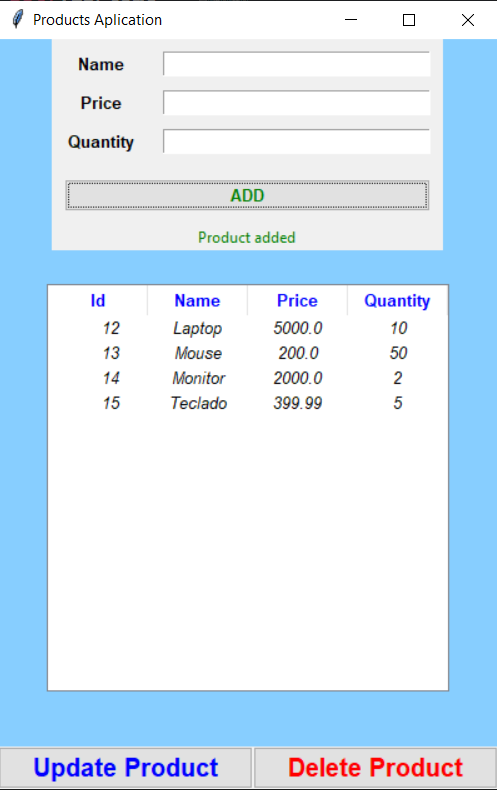 Products Aplication
Name
Price
Quantity
ADD
Product added
Id Name Price Quantity
12 Laptop 5000.0 10
13 Mouse 200.0 50
14 Monitor 2000.0 2
15 Teclado 399.99 5
Update Product Delete Product